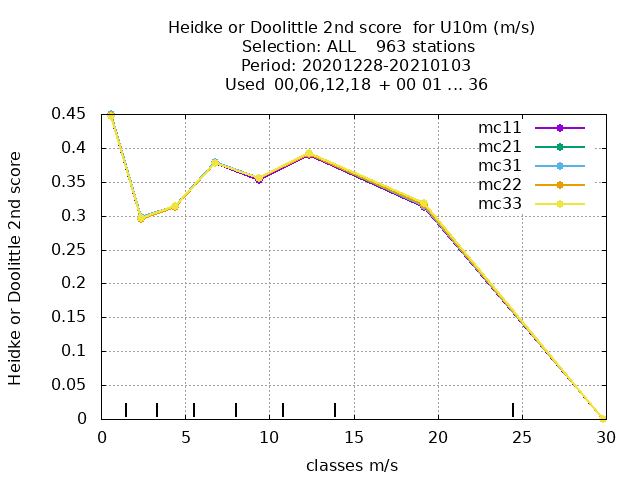 Heidke or Doolittle 2nd score  for U10m (m/s)
Selection: ALL    963 stations
Period: 20201228-20210103
Used  00,06,12,18 + 00 01 ... 36
Heidke or Doolittle 2nd score
0.45
0.4
0.35
0.3
0.25
0.2
0.15
0.1
0.05
0
mc11
mc21
mc31
mc22
mc33
0 5 10 15 20 25 30
classes m/s